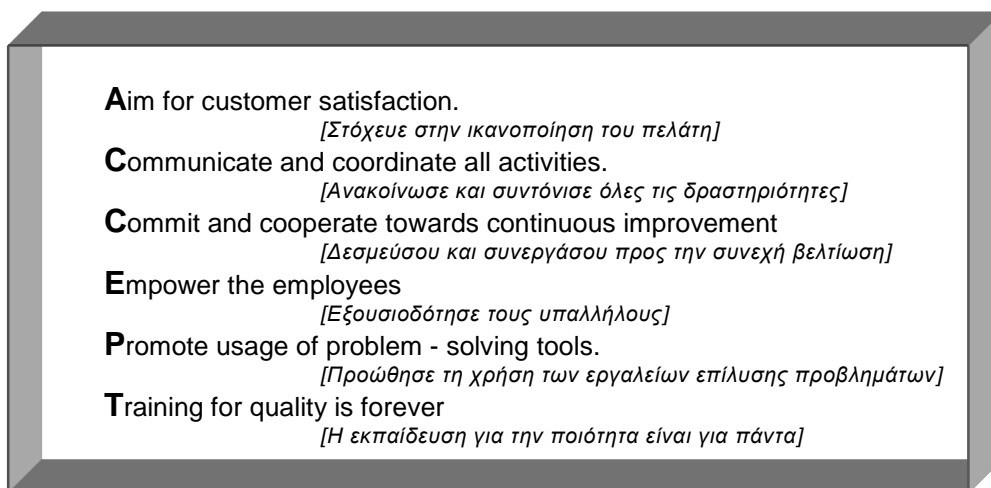 Aim for customer satisfaction.
[Στόχευε στην ικανοποίηση του πελάτη]
Communicate and coordinate all activities.
[Ανακοίνωσε και συντόνισε όλες τις δραστηριότητες]
Commit and cooperate towards continuous improvement
[Δεσμεύσου και συνεργάσου προς την συνεχή βελτίωση]
Empower the employees
[Εξουσιοδότησε τους υπαλλήλους]
Promote usage of problem - solving tools.
[Προώθησε τη χρήση των εργαλείων επίλυσης προβλημάτων]
Training for quality is forever
[Η εκπαίδευση για την ποιότητα είναι για πάντα]